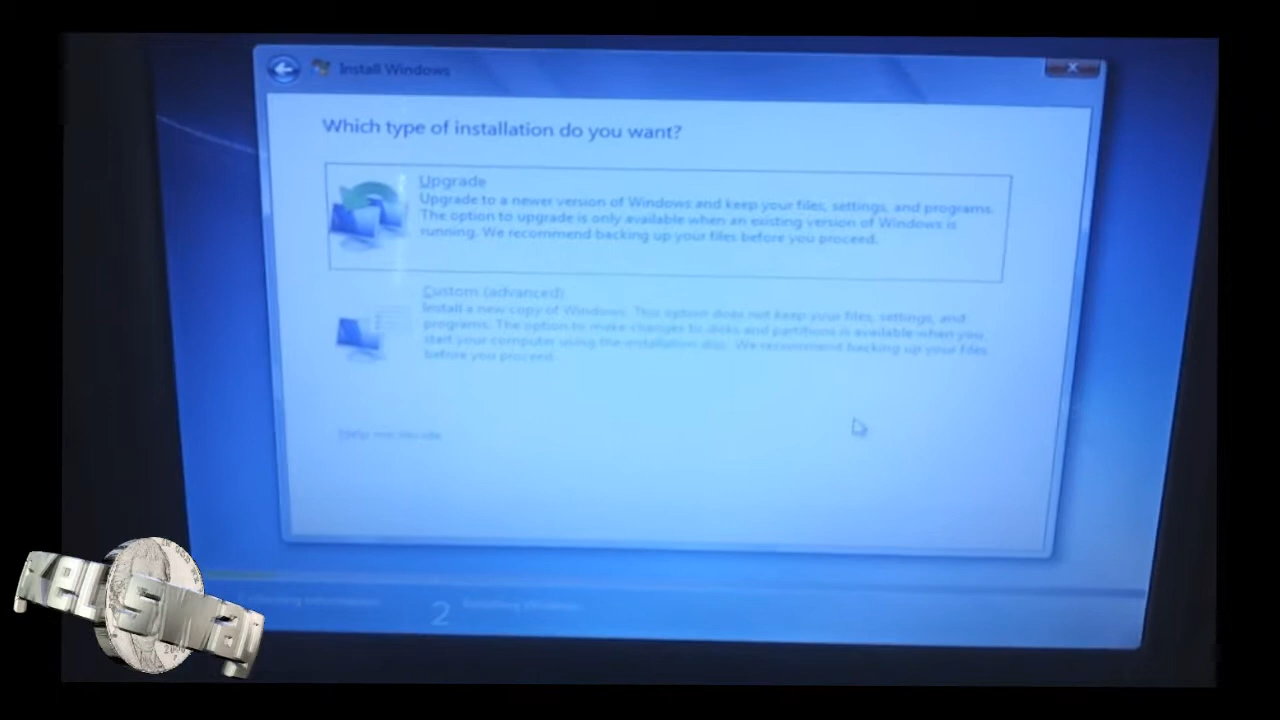 Install Windows
Which type of installation do you want?
Upgrade
Upgrade to a newer version of Windows and keep your files, settings, and programs.
The option to upgrade is only available when an existing version of Windows is
running. We recommend backing up your files before you proceed.
Custom (advanced)
Install a new copy of Windows. This option does not keep your files, settings, and
programs. The option to make changes to disks and partitions is available when you
start your computer using the installation disc. We recommend backing up your files
before you proceed.
Help me decide
2 Installing Windows